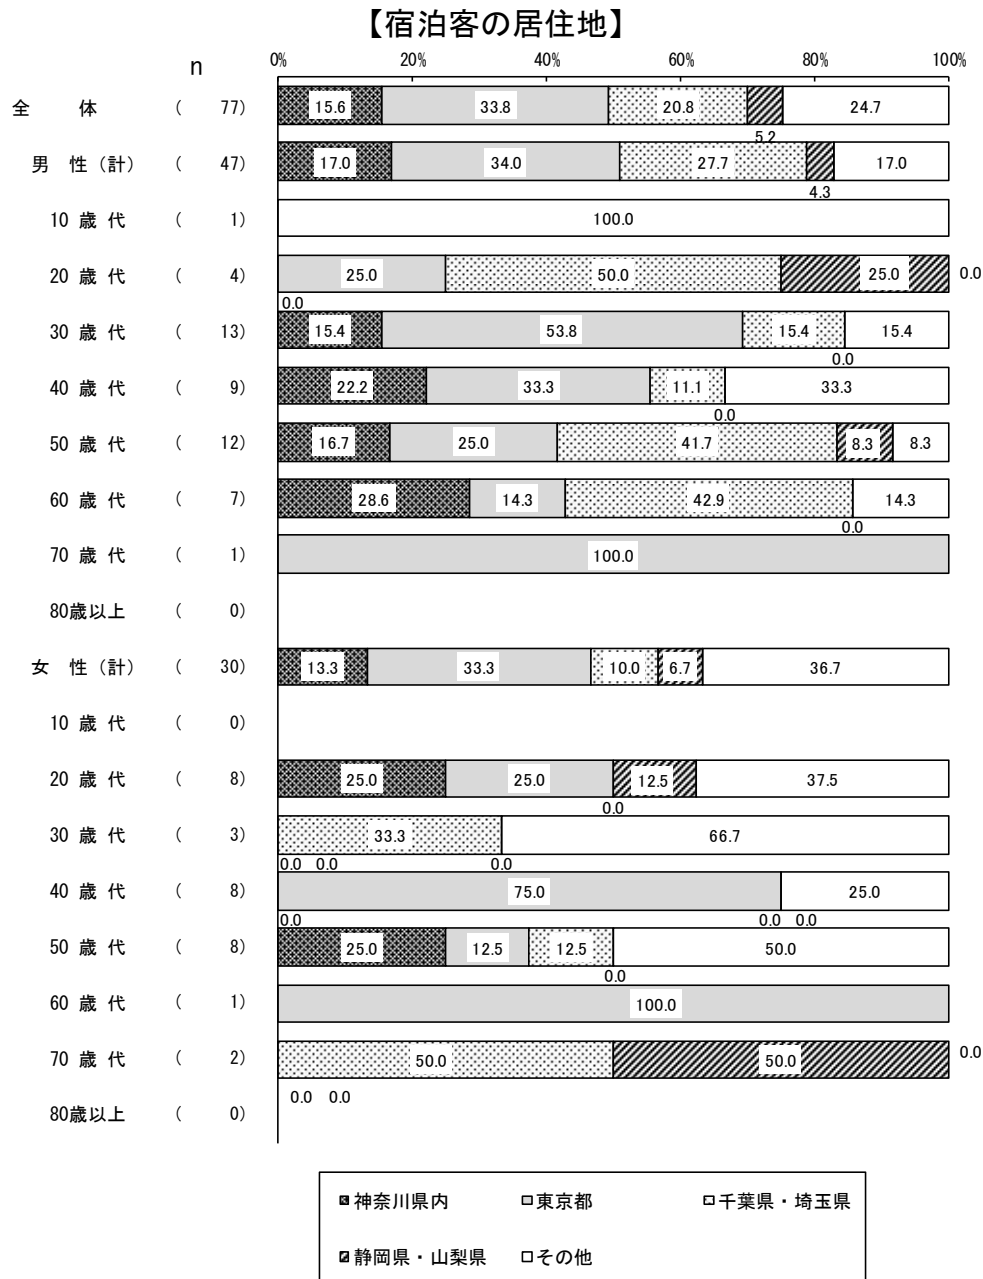 【宿泊客の居住地】
n 0% 20% 40% 60% 80% 100%
全 体 ( 77) 15.6 33.8 20.8 5.2 24.7
男 性(計) ( 47) 17.0 34.0 27.7 4.3 17.0
10 歳 代 ( 1) 100.0
20 歳 代 ( 4) 0.0 25.0 50.0 25.0 0.0
30 歳 代 ( 13) 15.4 53.8 15.4 0.0 15.4
40 歳 代 ( 9) 22.2 33.3 11.1 0.0 33.3
50 歳 代 ( 12) 16.7 25.0 41.7 8.3 8.3
60 歳 代 ( 7) 28.6 14.3 42.9 0.0 14.3
70 歳 代 ( 1) 100.0
80歳以上 ( 0)
女 性(計) ( 30) 13.3 33.3 10.0 6.7 36.7
10 歳 代 ( 0)
20 歳 代 ( 8) 25.0 25.0 0.0 12.5 37.5
30 歳 代 ( 3) 0.0 0.0 33.3 0.0 66.7
40 歳 代 ( 8) 0.0 75.0 0.0 0.0 25.0
50 歳 代 ( 8) 25.0 12.5 12.5 0.0 50.0
60 歳 代 ( 1) 100.0
70 歳 代 ( 2) 0.0 0.0 50.0 50.0 0.0
80歳以上 ( 0)
神奈川県内 東京都 千葉県・埼玉県
静岡県・山梨県 その他